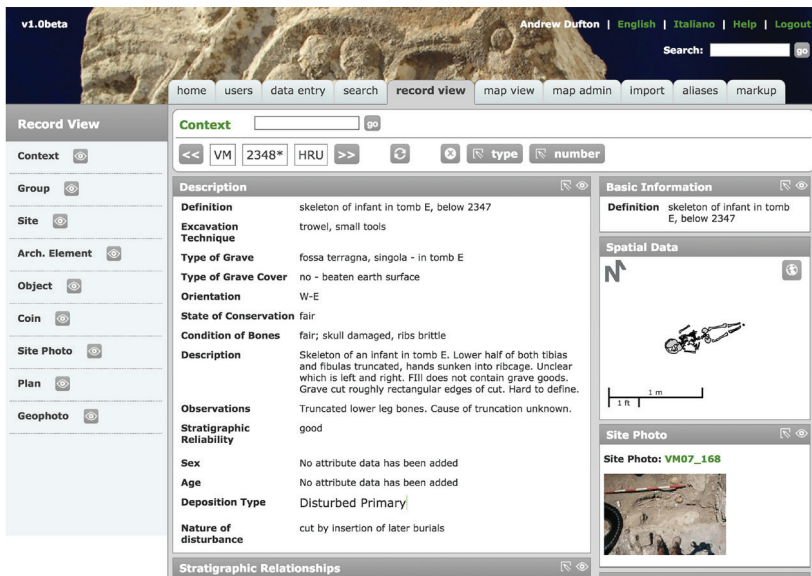 v1.0beta
Andrew Dufton | English | Italiano | Help | Logout
Search: go
home users data entry search record view map view map admin import aliases markup
Record View
Context
Group
Site
Arch. Element
Object
Coin
Site Photo
Plan
Geophoto
Context go
<< VM 2348* HRU >> type number
Description
Definition skeleton of infant in tomb E, below 2347
Excavation
Technique
trowel, small tools
Type of Grave fossa terragna, singola - in tomb E
Type of Grave Cover no - beaten earth surface
Orientation W-E
State of Conservation fair
Condition of Bones fair; skull damaged, ribs brittle
Description Skeleton of an infant in tomb E. Lower half of both tibias
and fibulas truncated, hands sunken into ribcage. Unclear
which is left and right. FIll does not contain grave goods.
Grave cut roughly rectangular edges of cut. Hard to define.
Observations Truncated lower leg bones. Cause of truncation unknown.
Stratigraphic
Reliability
good
Sex No attribute data has been added
Age No attribute data has been added
Deposition Type Disturbed Primary
Nature of
disturbance
cut by insertion of later burials
Stratigraphic Relationships
Basic Information
Definition skeleton of infant in tomb
E, below 2347
Spatial Data
N
1 m
1 ft
Site Photo
Site Photo: VM07_168